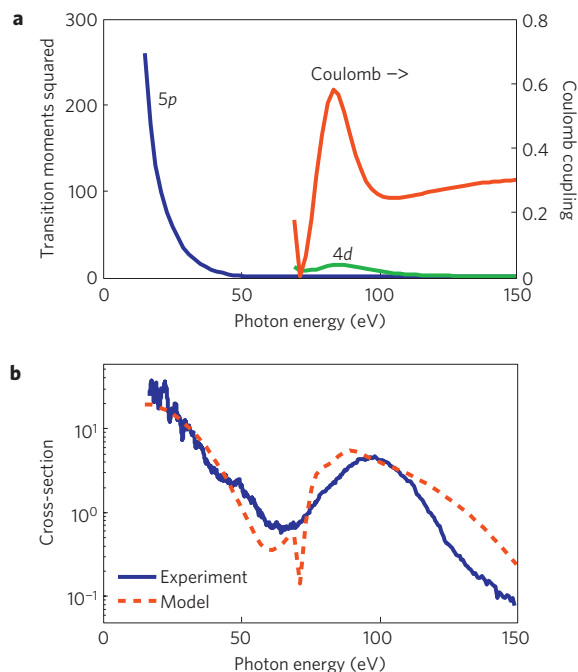 a
Transition moments squared
300
200
100
0
0.8
0.6
0.4
0.2
0
Coulomb coupling
5p
Coulomb –>
4d
0
50
100
150
Photon energy (eV)
b
Cross-section
10¹
10⁰
10⁻¹
Experiment
Model
0
50
100
150
Photon energy (eV)